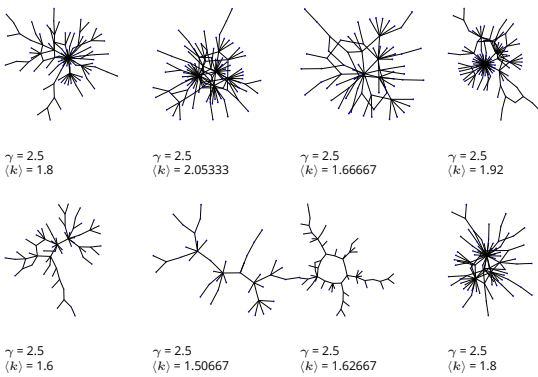 γ = 2.5
⟨k⟩ = 1.8
γ = 2.5
⟨k⟩ = 2.05333
γ = 2.5
⟨k⟩ = 1.66667
γ = 2.5
⟨k⟩ = 1.92
γ = 2.5
⟨k⟩ = 1.6
γ = 2.5
⟨k⟩ = 1.50667
γ = 2.5
⟨k⟩ = 1.62667
γ = 2.5
⟨k⟩ = 1.8